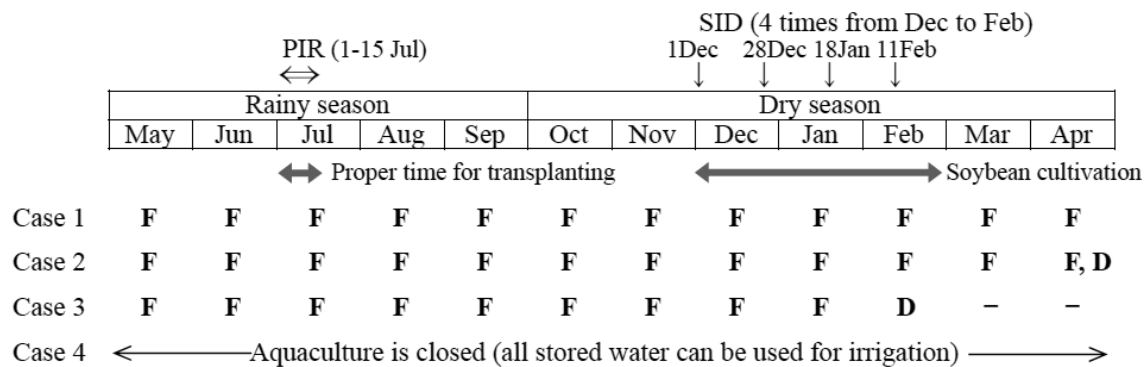 SID (4 times from Dec to Feb)
PIR (1-15 Jul) 1Dec 28Dec 18Jan 11Feb
Rainy season Dry season
May Jun Jul Aug Sep Oct Nov Dec Jan Feb Mar Apr
Proper time for transplanting Soybean cultivation
Case 1 F F F F F F F F F F F F
Case 2 F F F F F F F F F F F F, D
Case 3 F F F F F F F F F D – –
Case 4 Aquaculture is closed (all stored water can be used for irrigation)